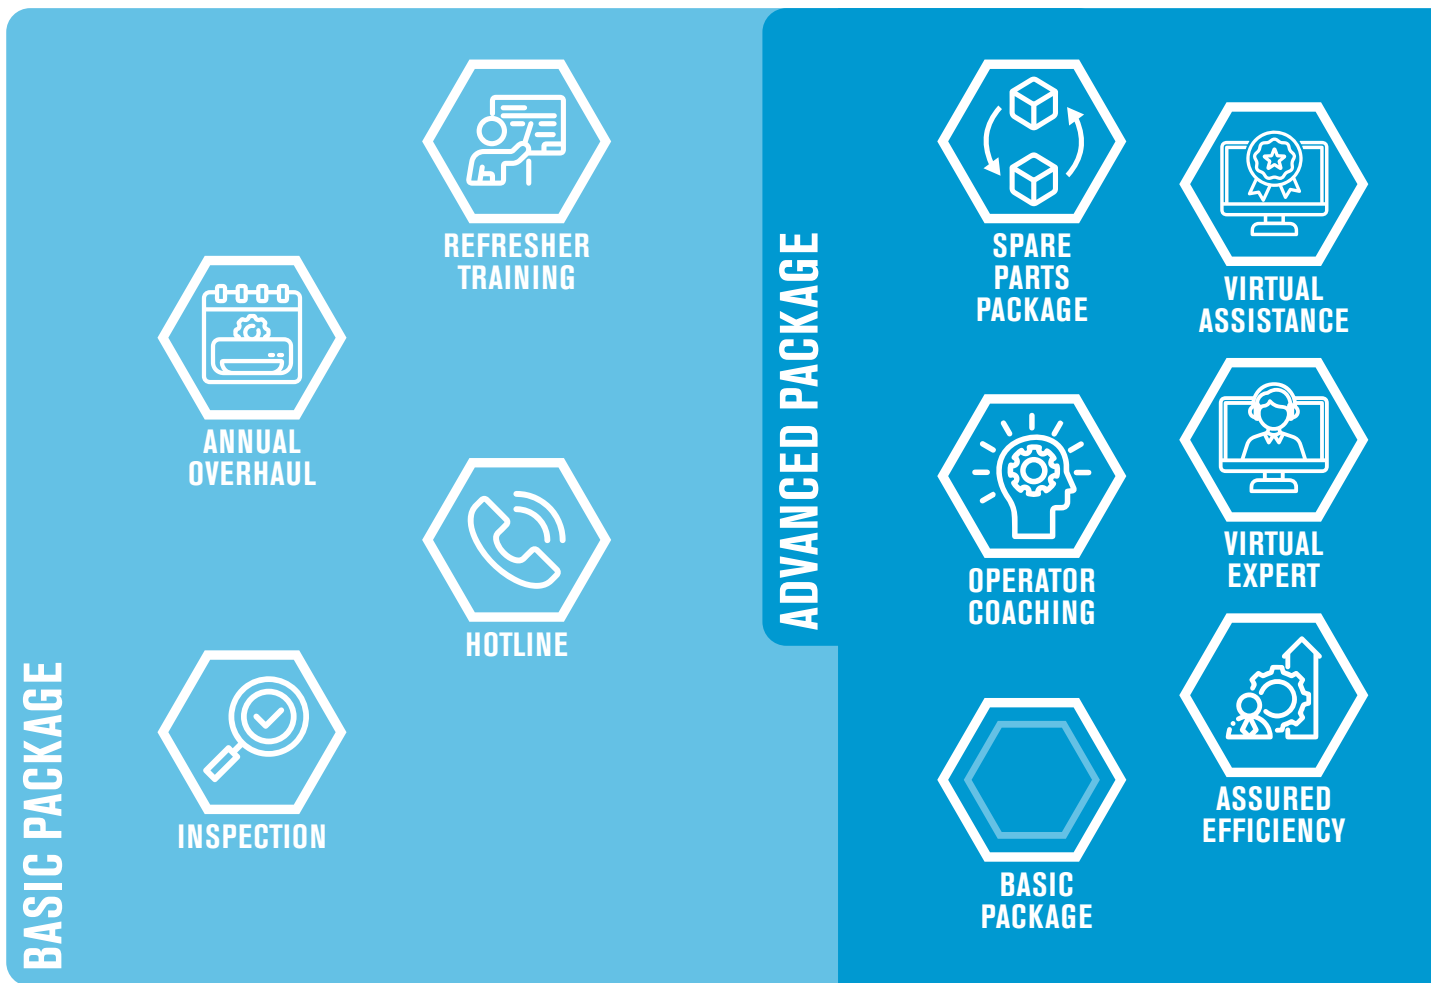 BASIC PACKAGE
REFRESHER
TRAINING
ANNUAL
OVERHAUL
HOTLINE
INSPECTION
ADVANCED PACKAGE
SPARE
PARTS
PACKAGE
VIRTUAL
ASSISTANCE
OPERATOR
COACHING
VIRTUAL
EXPERT
BASIC
PACKAGE
ASSURED
EFFICIENCY